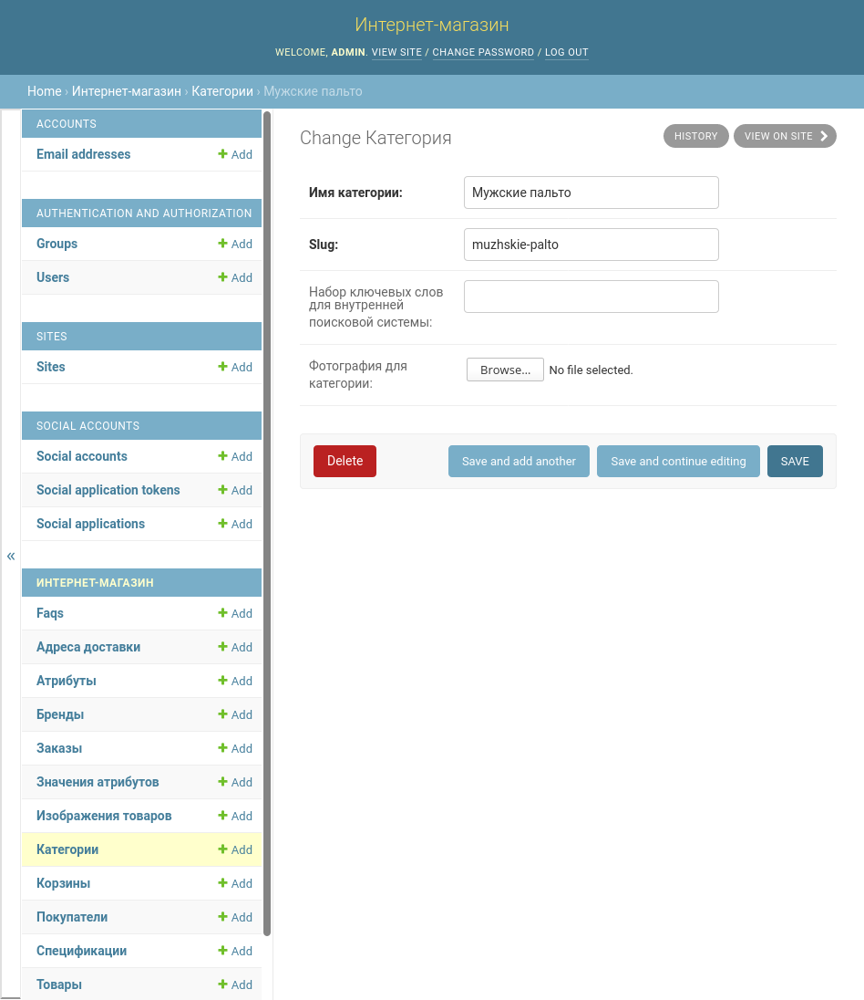 Интернет-магазин
WELCOME, ADMIN. VIEW SITE / CHANGE PASSWORD / LOG OUT
Home › Интернет-магазин › Категории › Мужские пальто
«
ACCOUNTS
Email addresses Add
AUTHENTICATION AND AUTHORIZATION
Groups Add
Users Add
SITES
Sites Add
SOCIAL ACCOUNTS
Social accounts Add
Social application tokens Add
Social applications Add
ИНТЕРНЕТ-МАГАЗИН
Faqs Add
Адреса доставки Add
Атрибуты Add
Бренды Add
Заказы Add
Значения атрибутов Add
Изображения товаров Add
Категории Add
Корзины Add
Покупатели Add
Спецификации Add
Товары Add
Change Категория
HISTORY VIEW ON SITE
Имя категории: Мужские пальто
Slug: muzhskie-palto
Набор ключевых слов
для внутренней
поисковой системы:
Фотография для
категории:
Browse... No file selected.
Delete Save and add another Save and continue editing SAVE